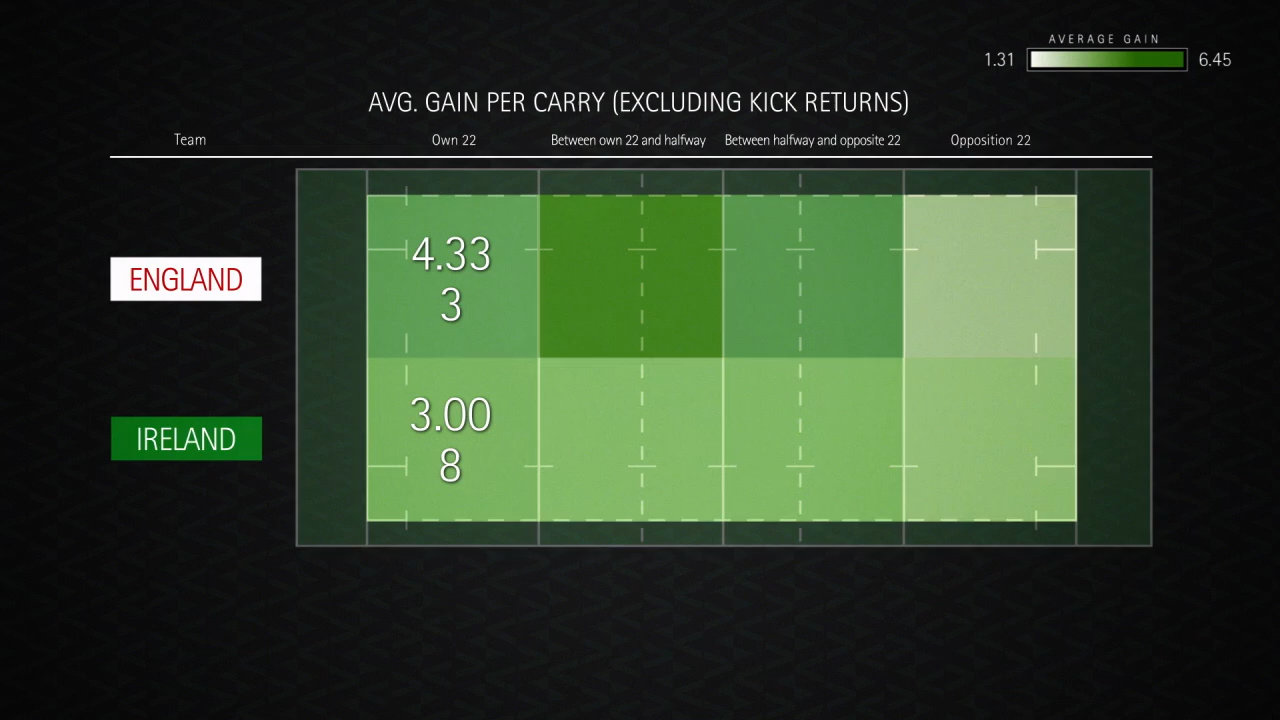 AVERAGE GAIN
1.31 6.45
AVG. GAIN PER CARRY (EXCLUDING KICK RETURNS)
Team Own 22 Between own 22 and halfway Between halfway and opposite 22 Opposition 22
ENGLAND
4.33
3
IRELAND
3.00
8